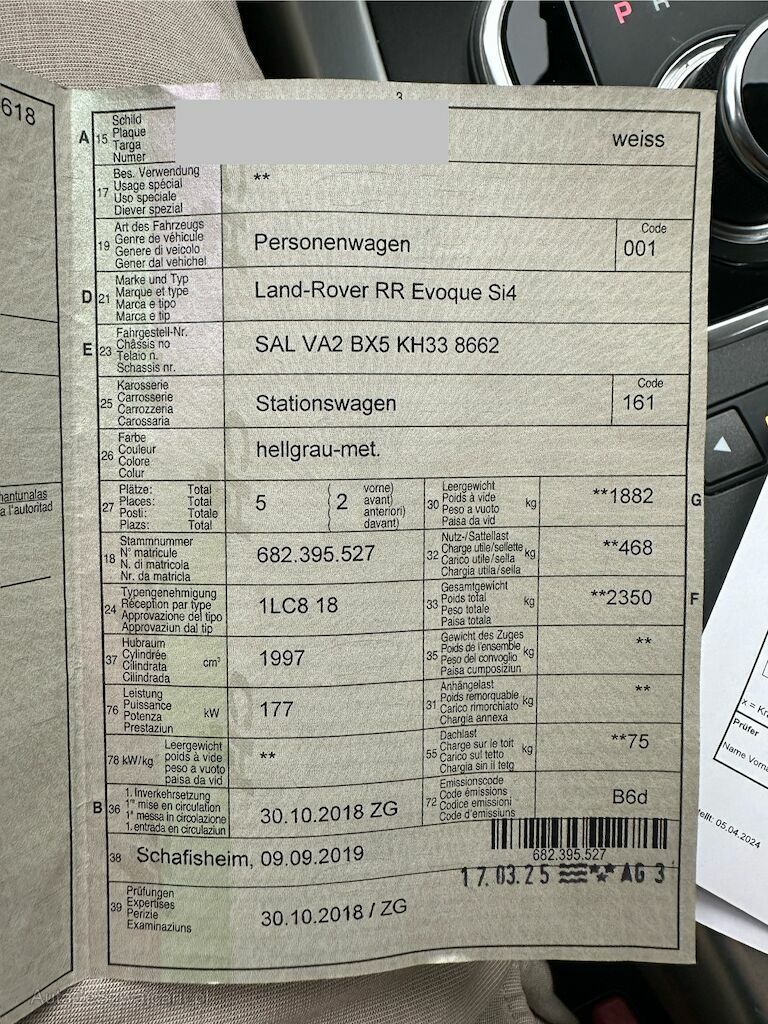 P
618
3
A 15 Schild
Plaque
Targa
Numer
weiss
17 Bes. Verwendung
Usage spécial
Uso speciale
Diever spezial
**
19 Art des Fahrzeugs
Genre de véhicule
Genere di veicolo
Gener dal vehichel
Personenwagen
Code
001
D 21 Marke und Typ
Marque et type
Marca e tipo
Marca e tip
Land-Rover RR Evoque Si4
E 23 Fahrgestell-Nr.
Châssis no
Telaio n.
Schassis nr.
SAL VA2 BX5 KH33 8662
25 Karosserie
Carrosserie
Carrozzeria
Carossaria
Stationswagen
Code
161
26 Farbe
Couleur
Colore
Colur
hellgrau-met.
27 Plätze: Total
Places: Total
Posti: Totale
Plazs: Total
5
2
vorne)
avant)
anteriori)
davant)
30 Leergewicht
Poids à vide
Peso a vuoto
Paisa da vid
kg
**1882
G
18 Stammnummer
N° matricule
N. di matricola
Nr. da matricla
682.395.527
32 Nutz-/Sattellast
Charge utile/sellette
Carico utile/sella
Chargia utila/sella
kg
**468
24 Typengenehmigung
Réception par type
Approvazione del tipo
Approvaziun dal tip
1LC8 18
33 Gesamtgewicht
Poids total
Peso totale
Paisa totala
kg
**2350
F
37 Hubraum
Cylindrée
Cilindrata
Cilindrada
cm³
1997
35 Gewicht des Zuges
Poids de l'ensemble
Peso del convoglio
Paisa cumposiziun
kg
**
76 Leistung
Puissance
Potenza
Prestaziun
kW
177
31 Anhängelast
Poids remorquable
Carico rimorchiato
Chargia annexa
kg
**
78 kW/kg
Leergewicht
poids à vide
peso a vuoto
paisa da vid
**
55 Dachlast
Charge sur le toit
Carico sul tetto
Chargia sin il tetg
kg
**75
B 36 1. Inverkehrsetzung
1re mise en circulation
1a messa in circolazione
1. entrada en circulaziun
30.10.2018 ZG
72 Emissionscode
Code émissions
Codice emissioni
Code d'emissiuns
B6d
38 Schafisheim, 09.09.2019
682.395.527
17.03.25 AG 3
39 Prüfungen
Expertises
Perizie
Examinaziuns
30.10.2018 / ZG
hantunalas
a l'autoritad
x = Kr
Prüfer
Name Vorna
tellt: 05.04.2024